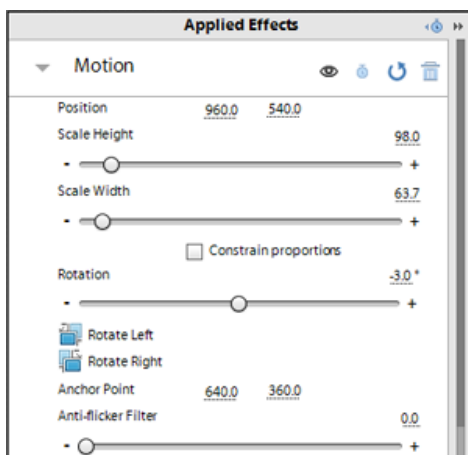 Applied Effects
Motion
Position 960.0 540.0
Scale Height 98.0
- +
Scale Width 63.7
- +
Constrain proportions
Rotation -3.0 °
- +
Rotate Left
Rotate Right
Anchor Point 640.0 360.0
Anti-flicker Filter 0.0
- +